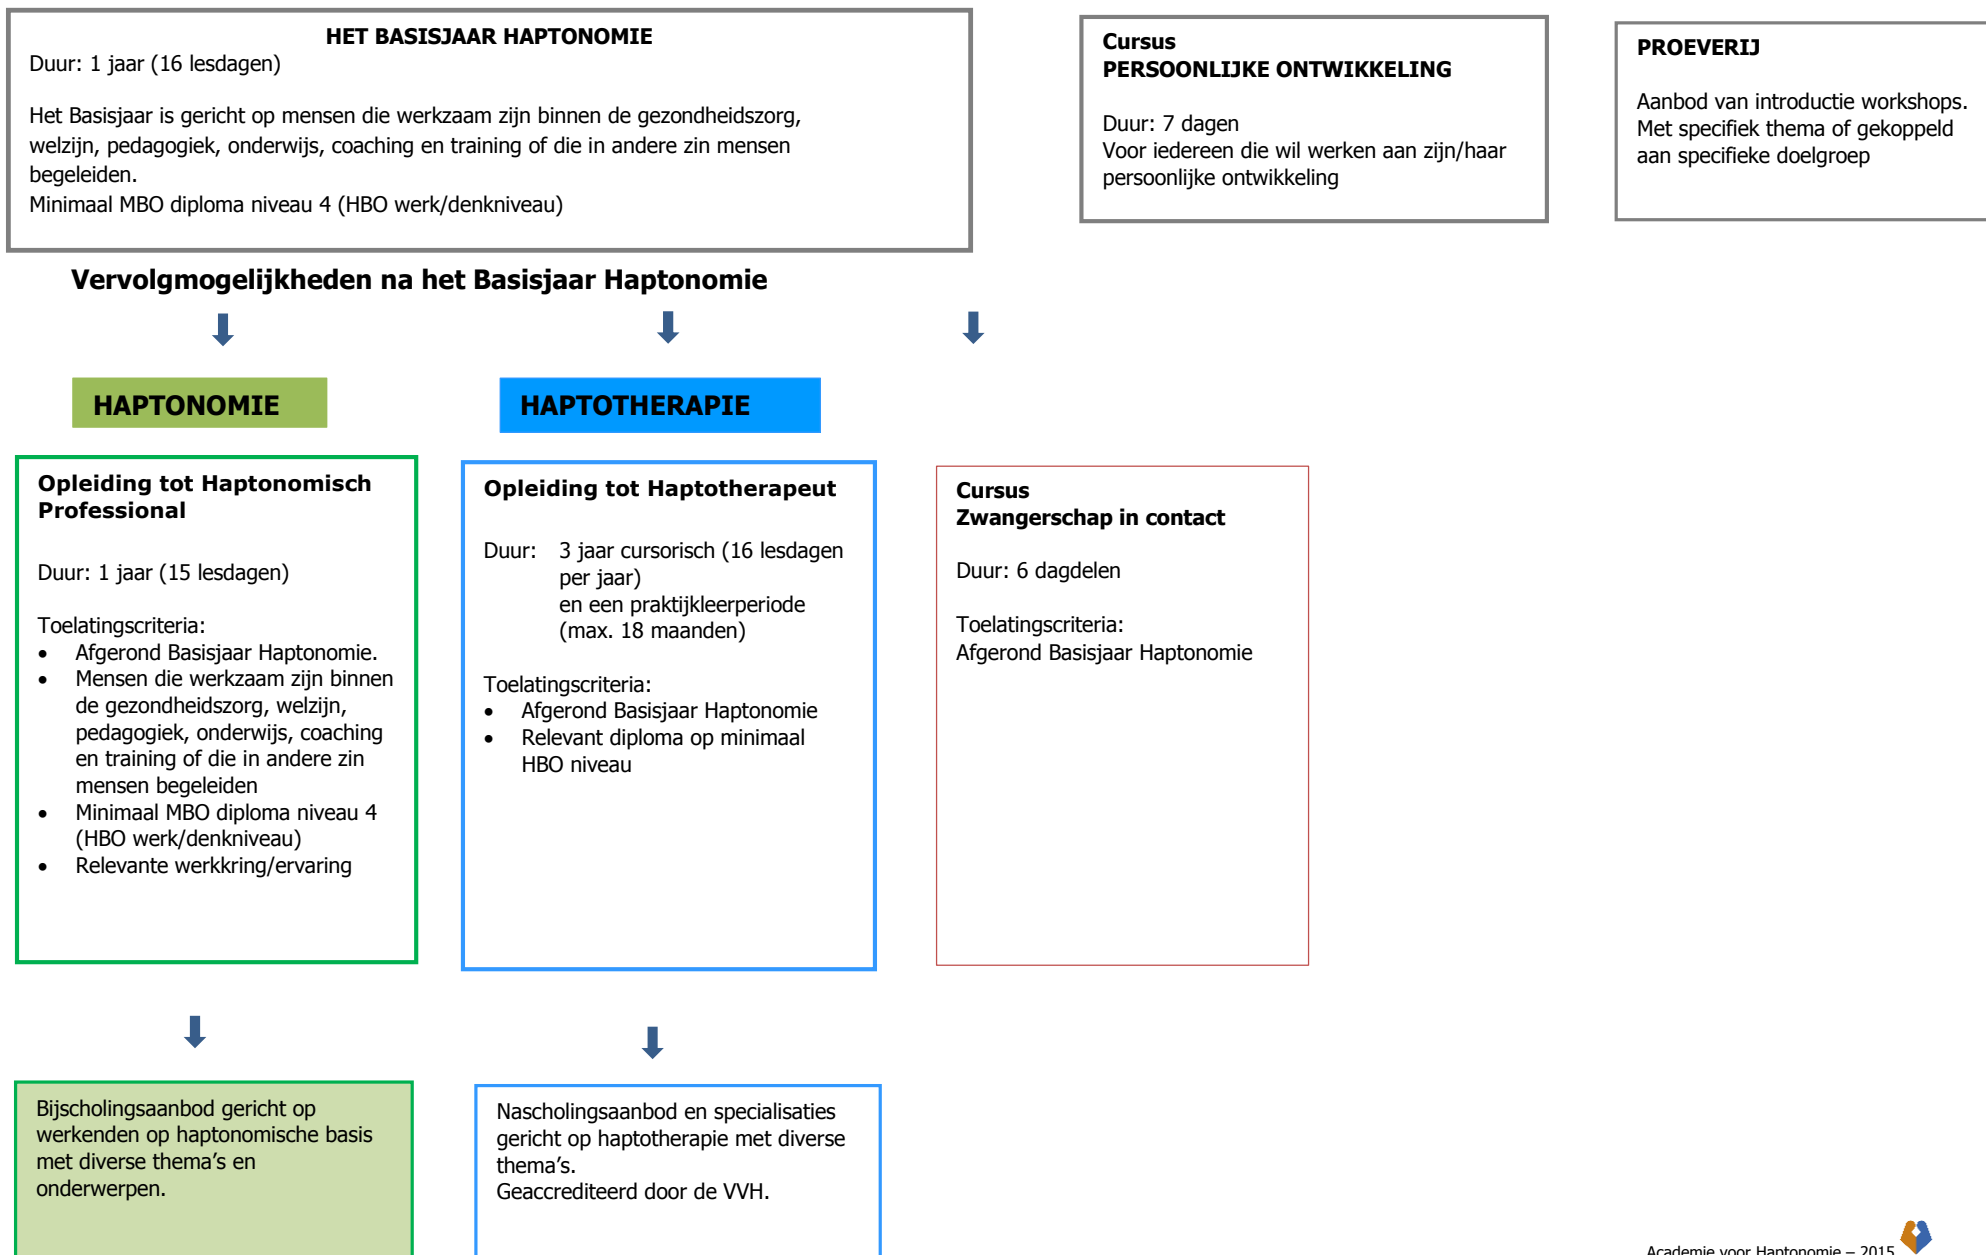 HET BASISJAAR HAPTONOMIE
Duur: 1 jaar (16 lesdagen)
Het Basisjaar is gericht op mensen die werkzaam zijn binnen de gezondheidszorg,
welzijn, pedagogiek, onderwijs, coaching en training of die in andere zin mensen
begeleiden.
Minimaal MBO diploma niveau 4 (HBO werk/denkniveau)
Cursus
PERSOONLIJKE ONTWIKKELING
Duur: 7 dagen
Voor iedereen die wil werken aan zijn/haar
persoonlijke ontwikkeling
PROEVERIJ
Aanbod van introductie workshops.
Met specifiek thema of gekoppeld
aan specifieke doelgroep
Vervolgmogelijkheden na het Basisjaar Haptonomie
HAPTONOMIE
Opleiding tot Haptonomisch
Professional
Duur: 1 jaar (15 lesdagen)
Toelatingscriteria:
• Afgerond Basisjaar Haptonomie.
• Mensen die werkzaam zijn binnen
de gezondheidszorg, welzijn,
pedagogiek, onderwijs, coaching
en training of die in andere zin
mensen begeleiden
• Minimaal MBO diploma niveau 4
(HBO werk/denkniveau)
• Relevante werkkring/ervaring
HAPTOTHERAPIE
Opleiding tot Haptotherapeut
Duur: 3 jaar cursorisch (16 lesdagen
per jaar)
en een praktijkleerperiode
(max. 18 maanden)
Toelatingscriteria:
• Afgerond Basisjaar Haptonomie
• Relevant diploma op minimaal
HBO niveau
Cursus
Zwangerschap in contact
Duur: 6 dagdelen
Toelatingscriteria:
Afgerond Basisjaar Haptonomie
Bijscholingsaanbod gericht op
werkenden op haptonomische basis
met diverse thema’s en
onderwerpen.
Nascholingsaanbod en specialisaties
gericht op haptotherapie met diverse
thema’s.
Geaccrediteerd door de VVH.
Academie voor Haptonomie – 2015